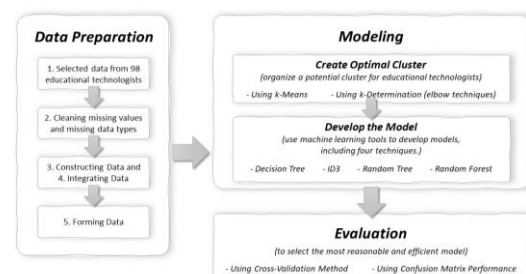 Data Preparation
1. Selected data from 98
educational technologists
2. Cleaning missing values
and missing data types
3. Constructing Data and
4. Integrating Data
5. Forming Data
Modeling
Create Optimal Cluster
(organize a potential cluster for educational technologists)
- Using k-Means - Using k-Determination (elbow techniques)
Develop the Model
(use machine learning tools to develop models,
including four techniques.)
- Decision Tree - ID3 - Random Tree - Random Forest
Evaluation
(to select the most reasonable and efficient model)
- Using Cross-Validation Method - Using Confusion Matrix Performance